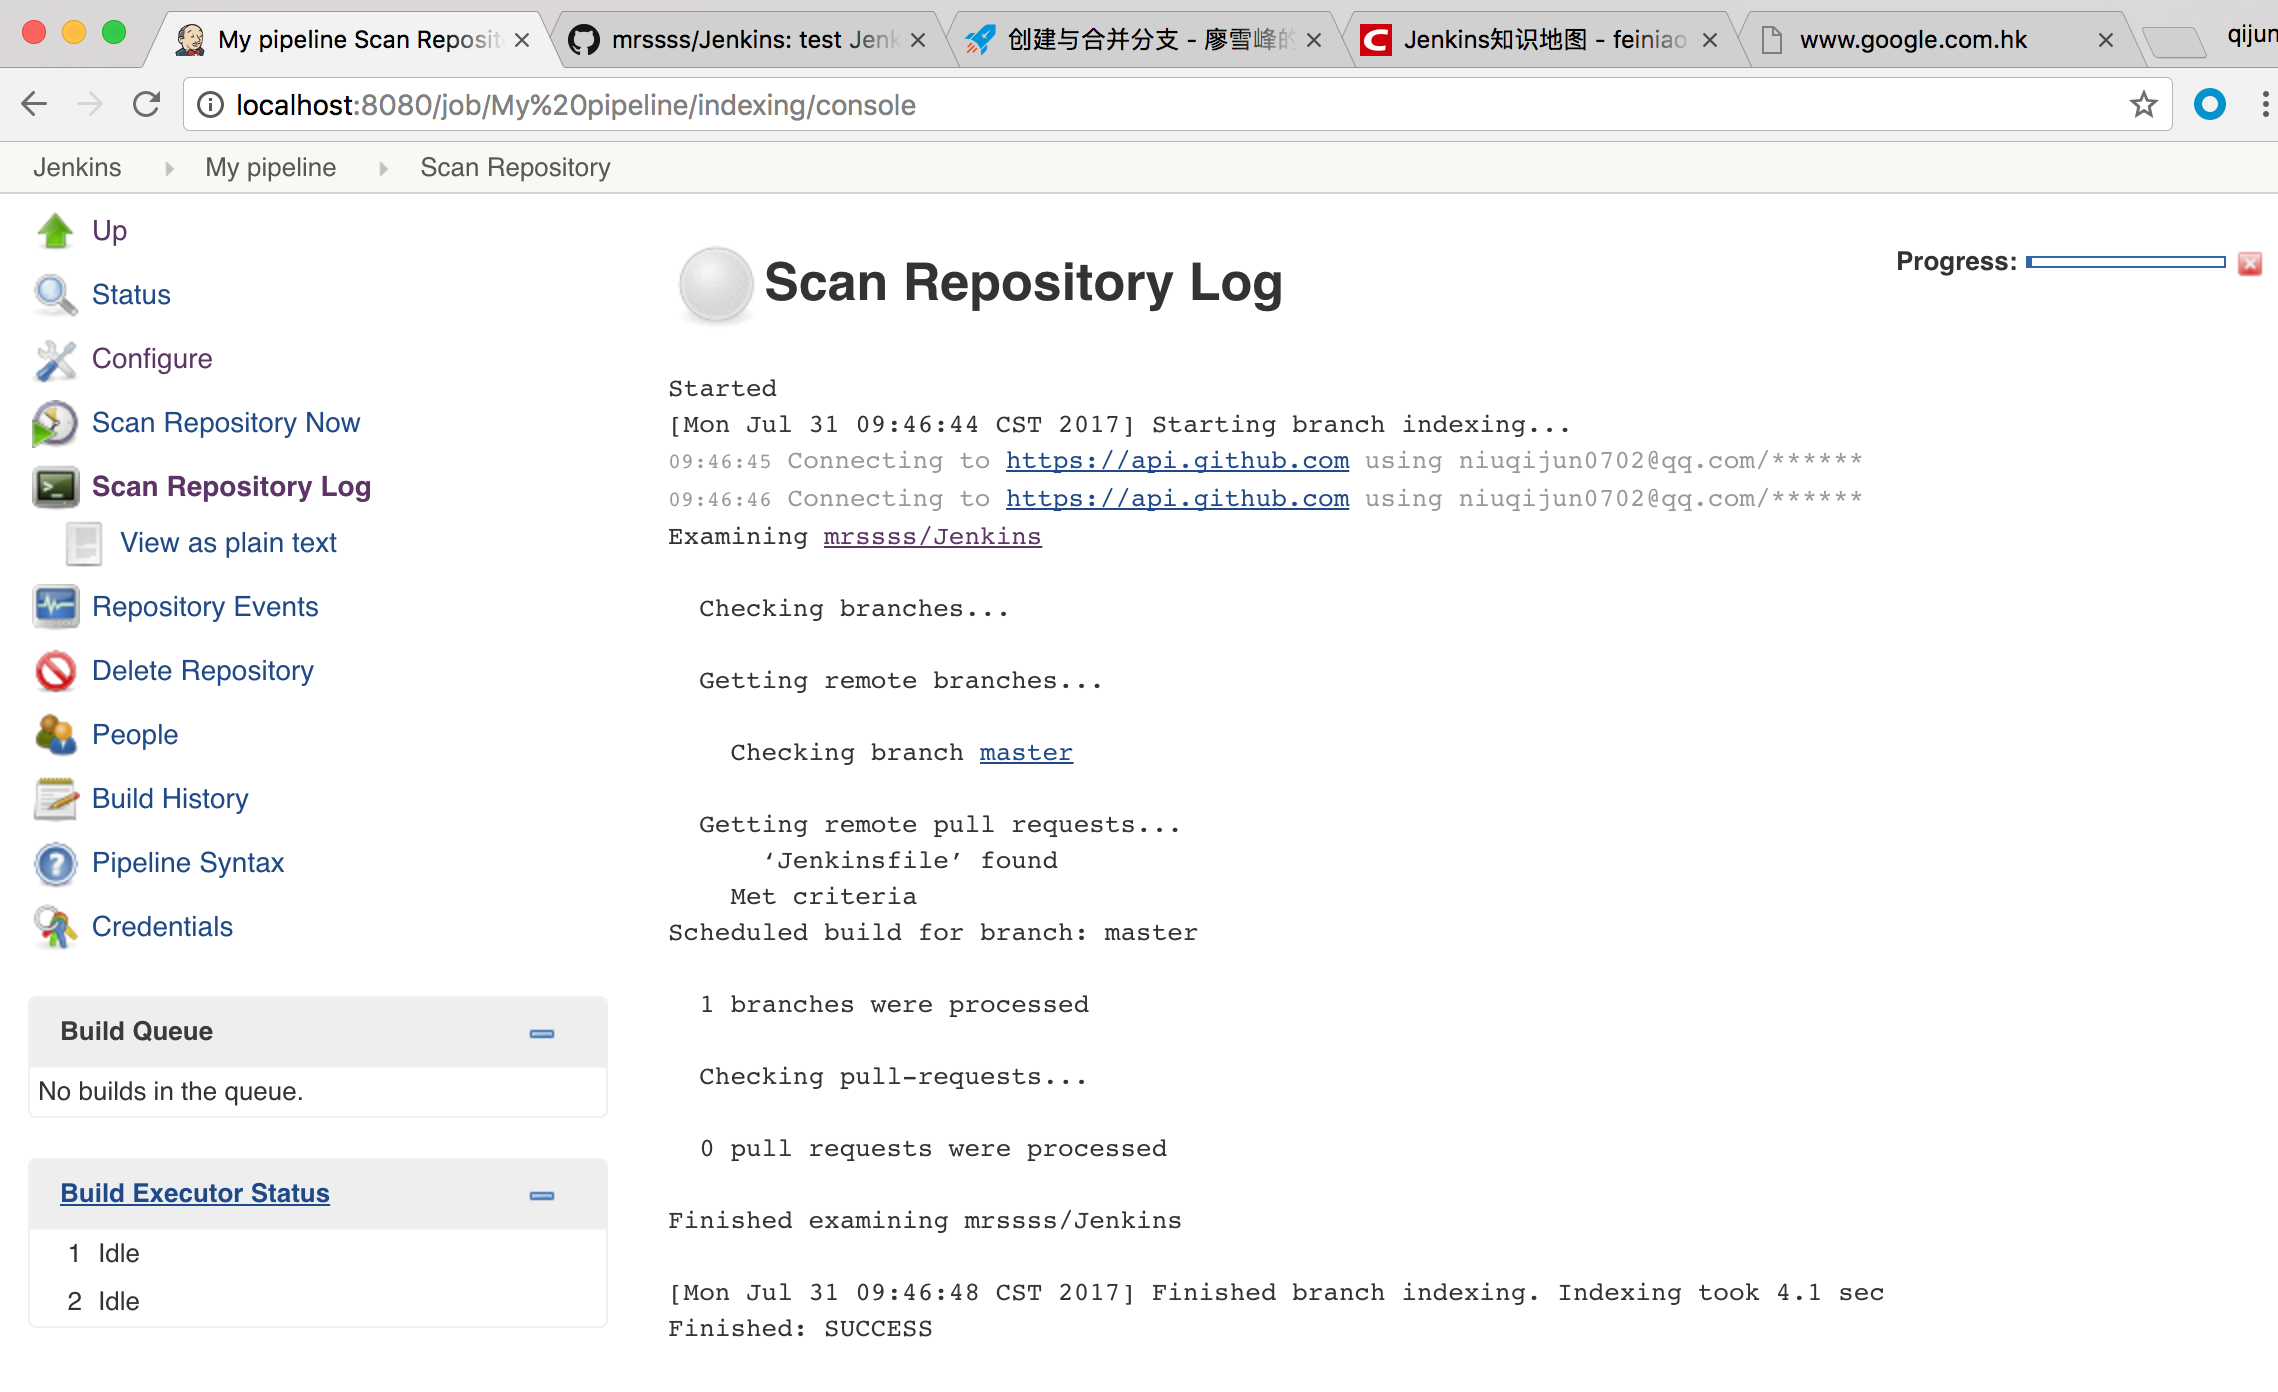 My pipeline Scan Reposit
mrssss/Jenkins: test Jenk
创建与合并分支 - 廖雪峰的
Jenkins知识地图 - feiniao
www.google.com.hk
qijun
localhost:8080/job/My%20pipeline/indexing/console
Jenkins My pipeline Scan Repository
Up
Status
Configure
Scan Repository Now
Scan Repository Log
View as plain text
Repository Events
Delete Repository
People
Build History
Pipeline Syntax
Credentials
Build Queue
No builds in the queue.
Build Executor Status
1 Idle
2 Idle
Scan Repository Log
Progress:
Started
[Mon Jul 31 09:46:44 CST 2017] Starting branch indexing...
09:46:45 Connecting to https://api.github.com using niuqijun0702@qq.com/******
09:46:46 Connecting to https://api.github.com using niuqijun0702@qq.com/******
Examining mrssss/Jenkins
Checking branches...
Getting remote branches...
Checking branch master
Getting remote pull requests...
‘Jenkinsfile’ found
Met criteria
Scheduled build for branch: master
1 branches were processed
Checking pull-requests...
0 pull requests were processed
Finished examining mrssss/Jenkins
[Mon Jul 31 09:46:48 CST 2017] Finished branch indexing. Indexing took 4.1 sec
Finished: SUCCESS